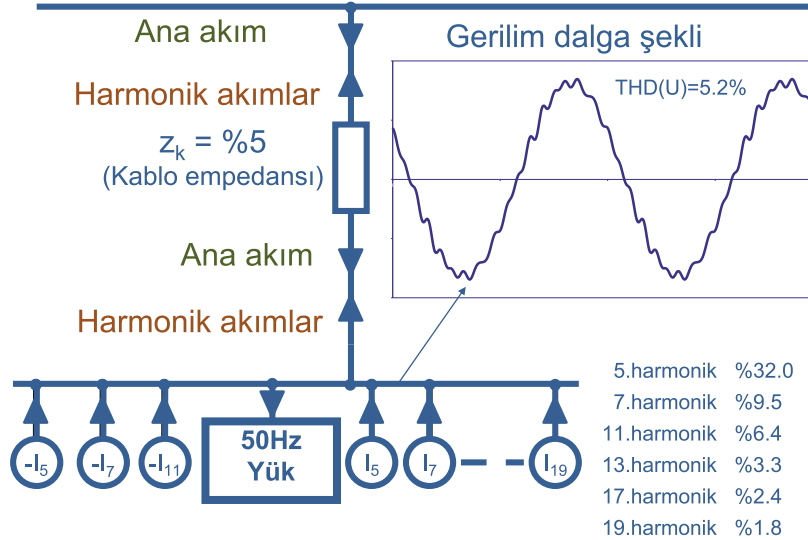 Ana akım
Gerilim dalga şekli
THD(U)=5.2%
Harmonik akımlar
zk = %5
(Kablo empedansı)
Ana akım
Harmonik akımlar
5.harmonik %32.0
7.harmonik %9.5
11.harmonik %6.4
13.harmonik %3.3
17.harmonik %2.4
19.harmonik %1.8
-I5
-I7
-I11
50Hz
Yük
I5
I7
I19